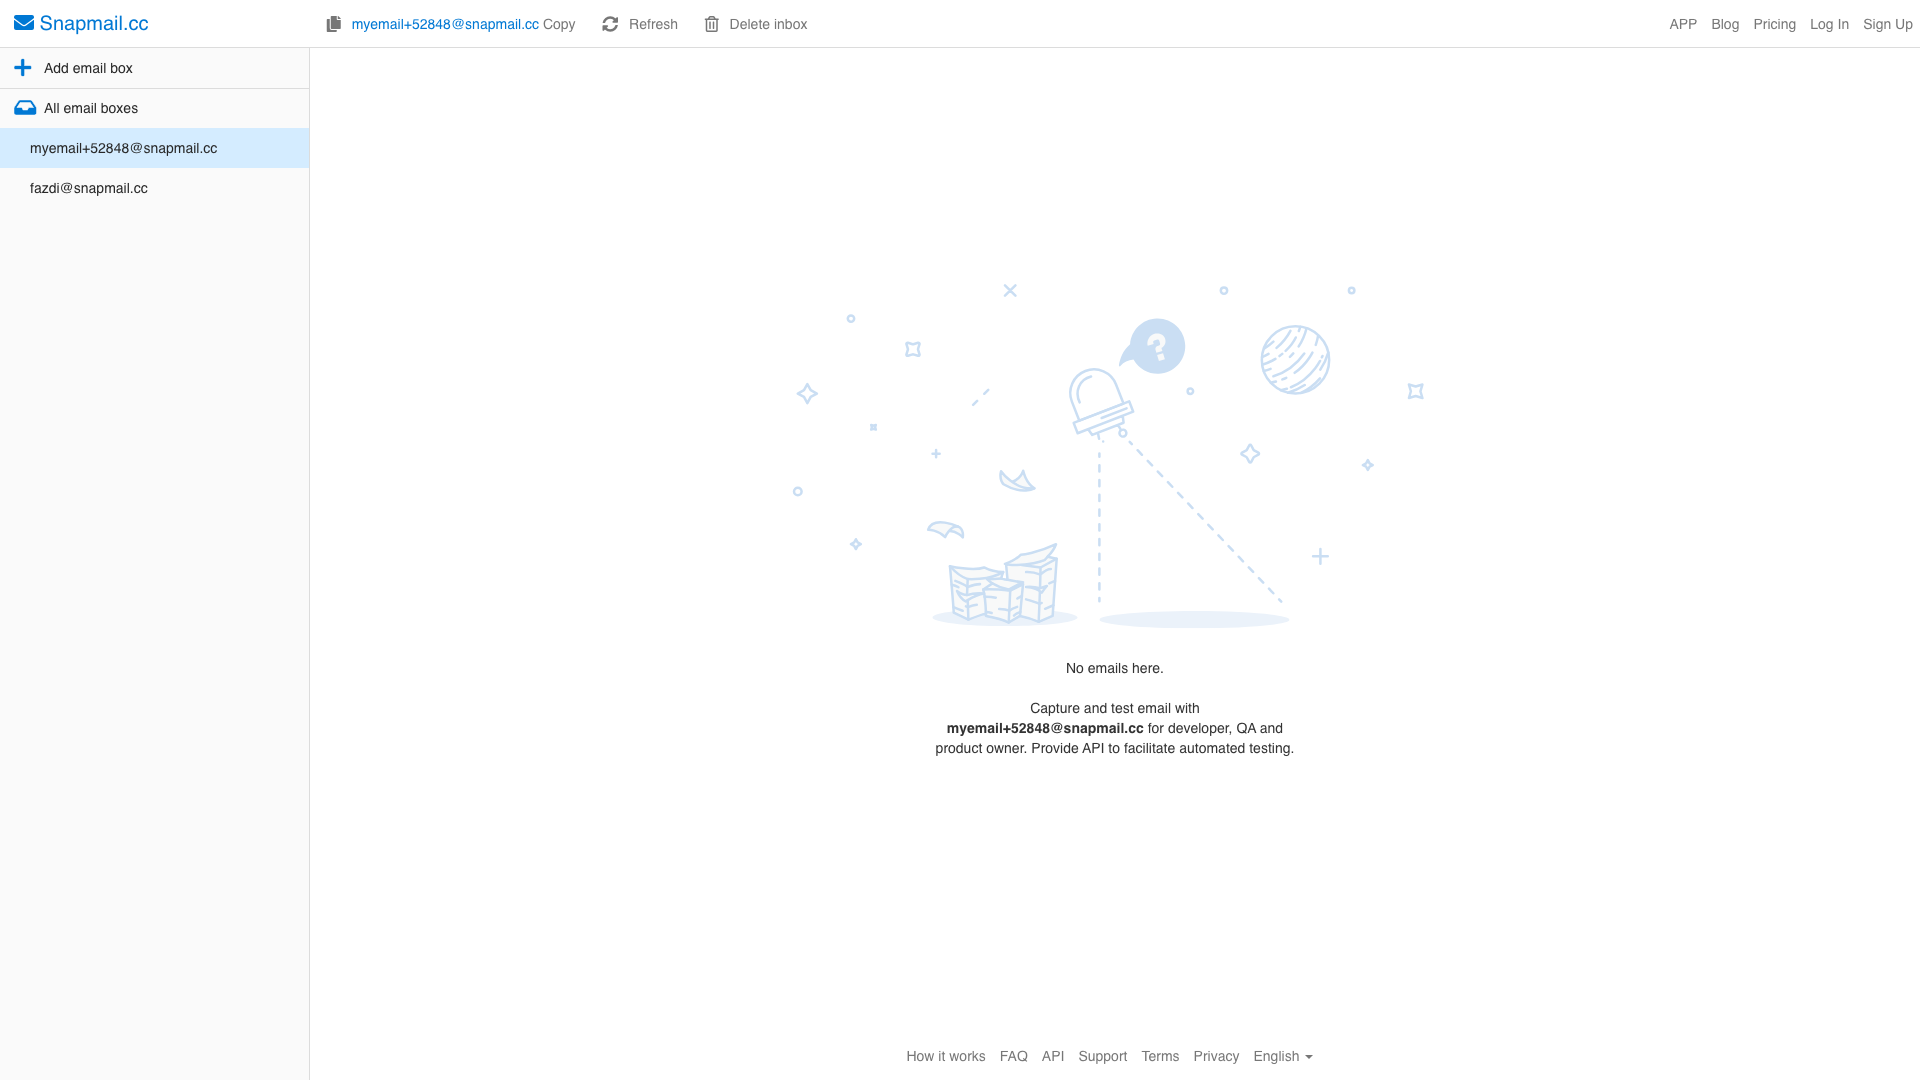 Snapmail.cc
myemail+52848@snapmail.cc Copy
Refresh
Delete inbox
APP Blog Pricing Log In Sign Up
Add email box
All email boxes
myemail+52848@snapmail.cc
fazdi@snapmail.cc
?
No emails here.
Capture and test email with
myemail+52848@snapmail.cc for developer, QA and
product owner. Provide API to facilitate automated testing.
How it works FAQ API Support Terms Privacy English